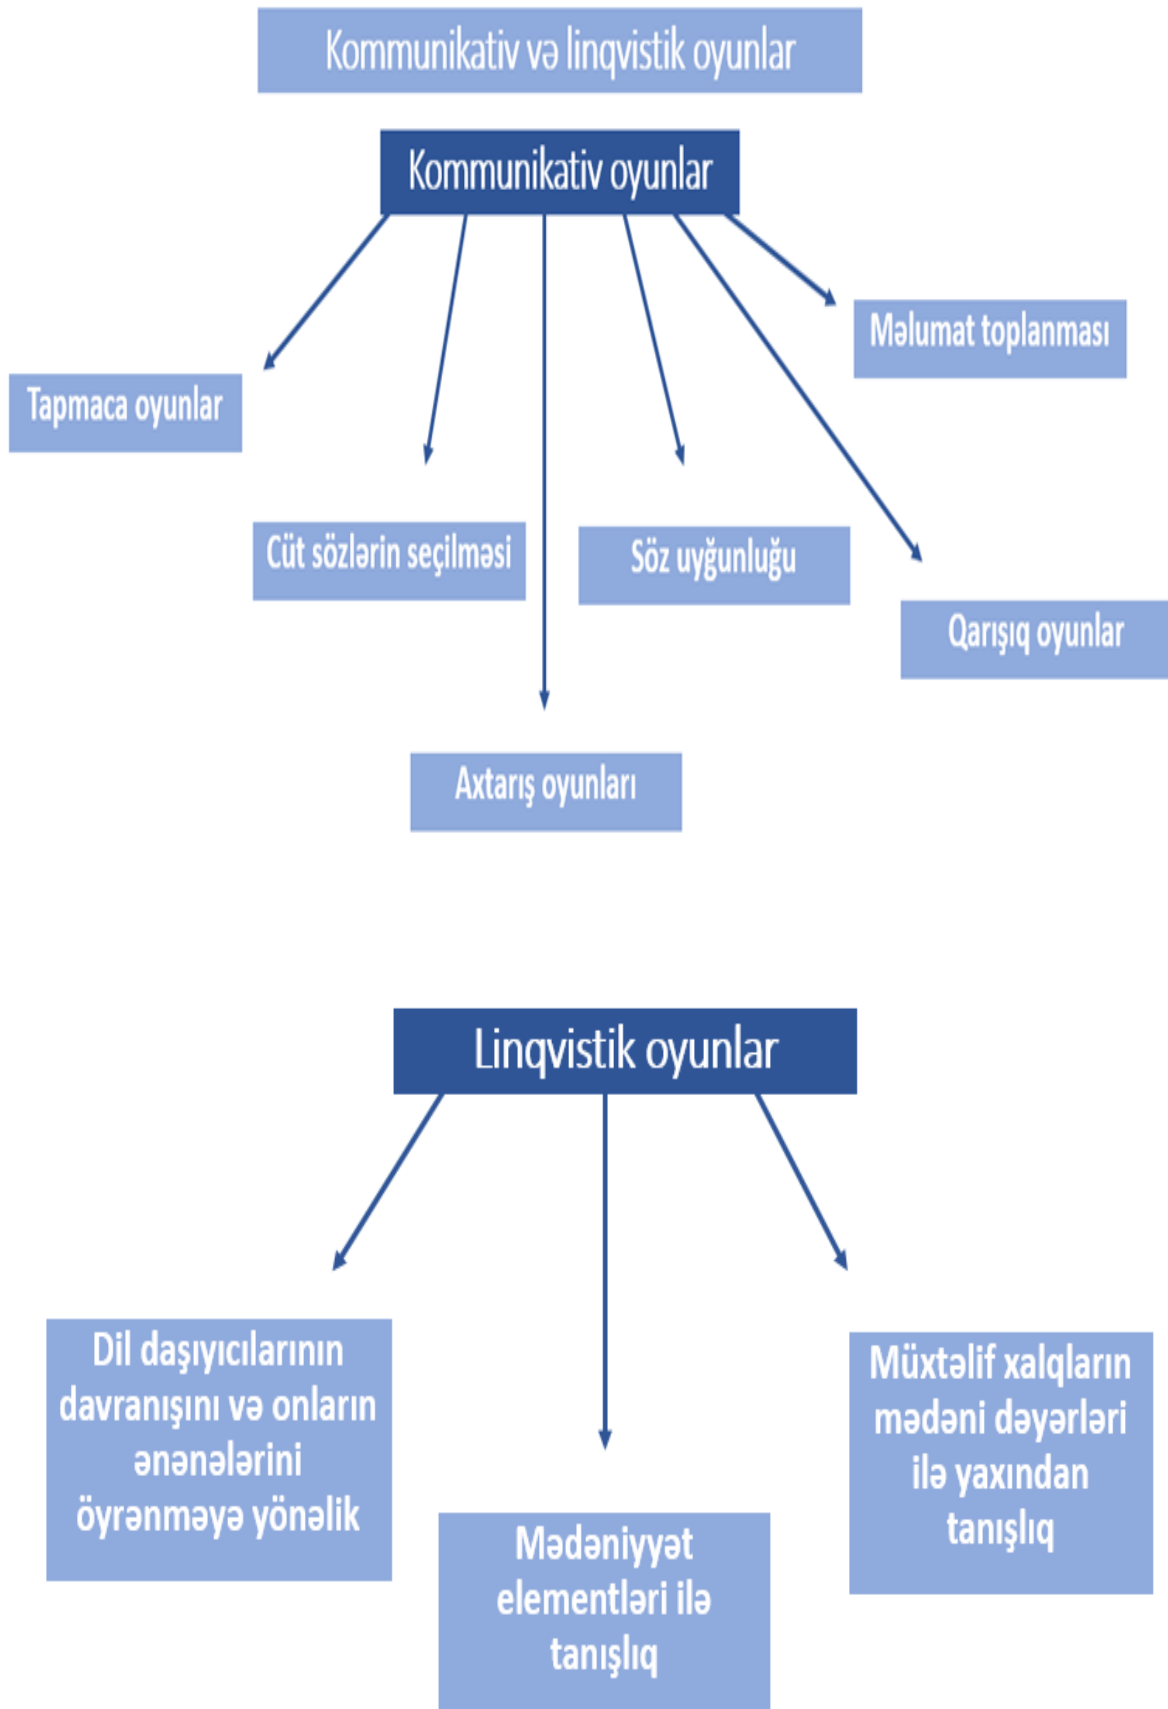 Kommunikativ və linqvistik oyunlar
Kommunikativ oyunlar
Məlumat toplanması
Tapmaca oyunlar
Cüt sözlərin seçilməsi
Söz uyğunluğu
Qarışıq oyunlar
Axtarış oyunları
Linqvistik oyunlar
Dil daşıyıcılarının
davranışını və onların
ənənələrini
öyrənməyə yönəlik
Mədəniyyət
elementləri ilə
tanışlıq
Müxtəlif xalqların
mədəni dəyərləri
ilə yaxından
tanışlıq